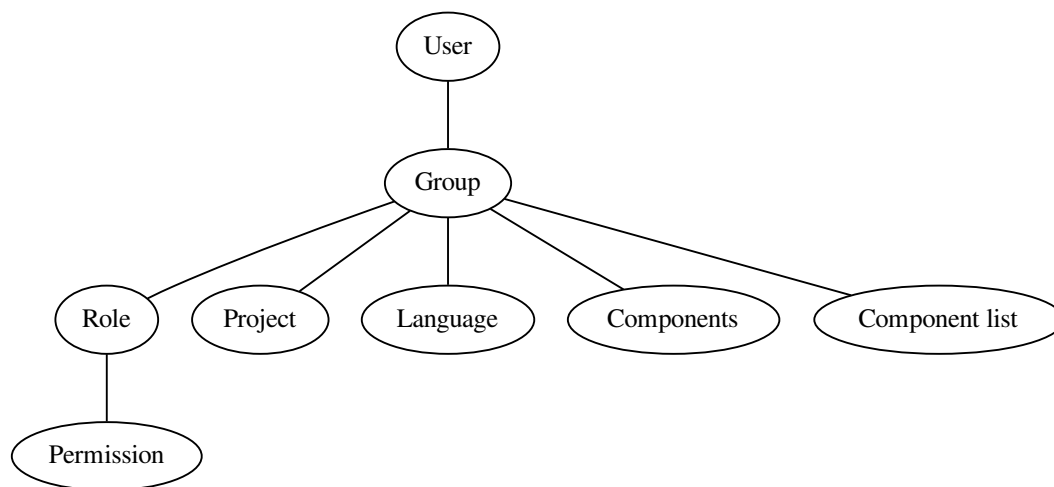 User
Group
Role
Project
Language
Components
Component list
Permission